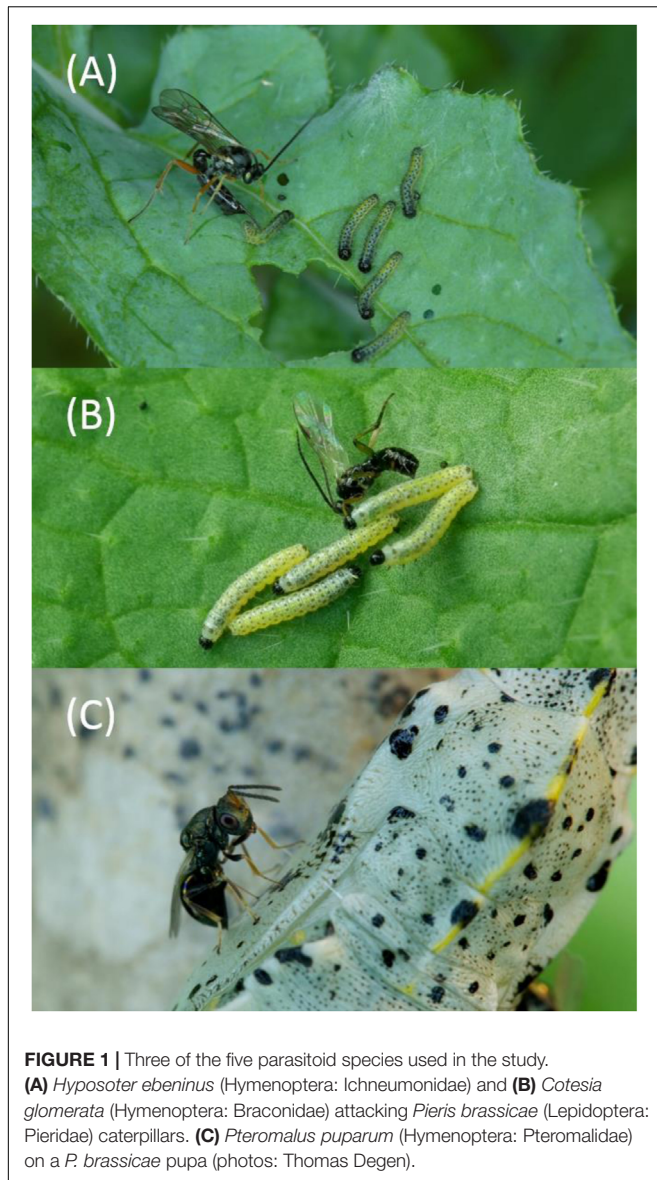 (A)
(B)
(C)
FIGURE 1 | Three of the five parasitoid species used in the study.
(A) Hyposoter ebeninus (Hymenoptera: Ichneumonidae) and (B) Cotesia
glomerata (Hymenoptera: Braconidae) attacking Pieris brassicae (Lepidoptera:
Pieridae) caterpillars. (C) Pteromalus puparum (Hymenoptera: Pteromalidae)
on a P. brassicae pupa (photos: Thomas Degen).